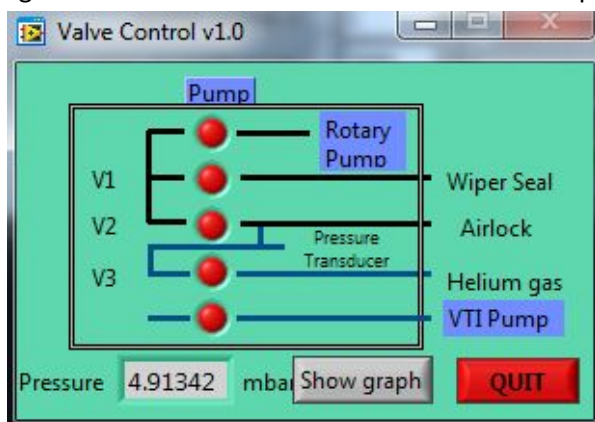 Valve Control v1.0
Pump
Rotary
Pump
V1
Wiper Seal
V2
Airlock
Pressure
Transducer
V3
Helium gas
VTI Pump
Pressure 4.91342 mbar Show graph QUIT